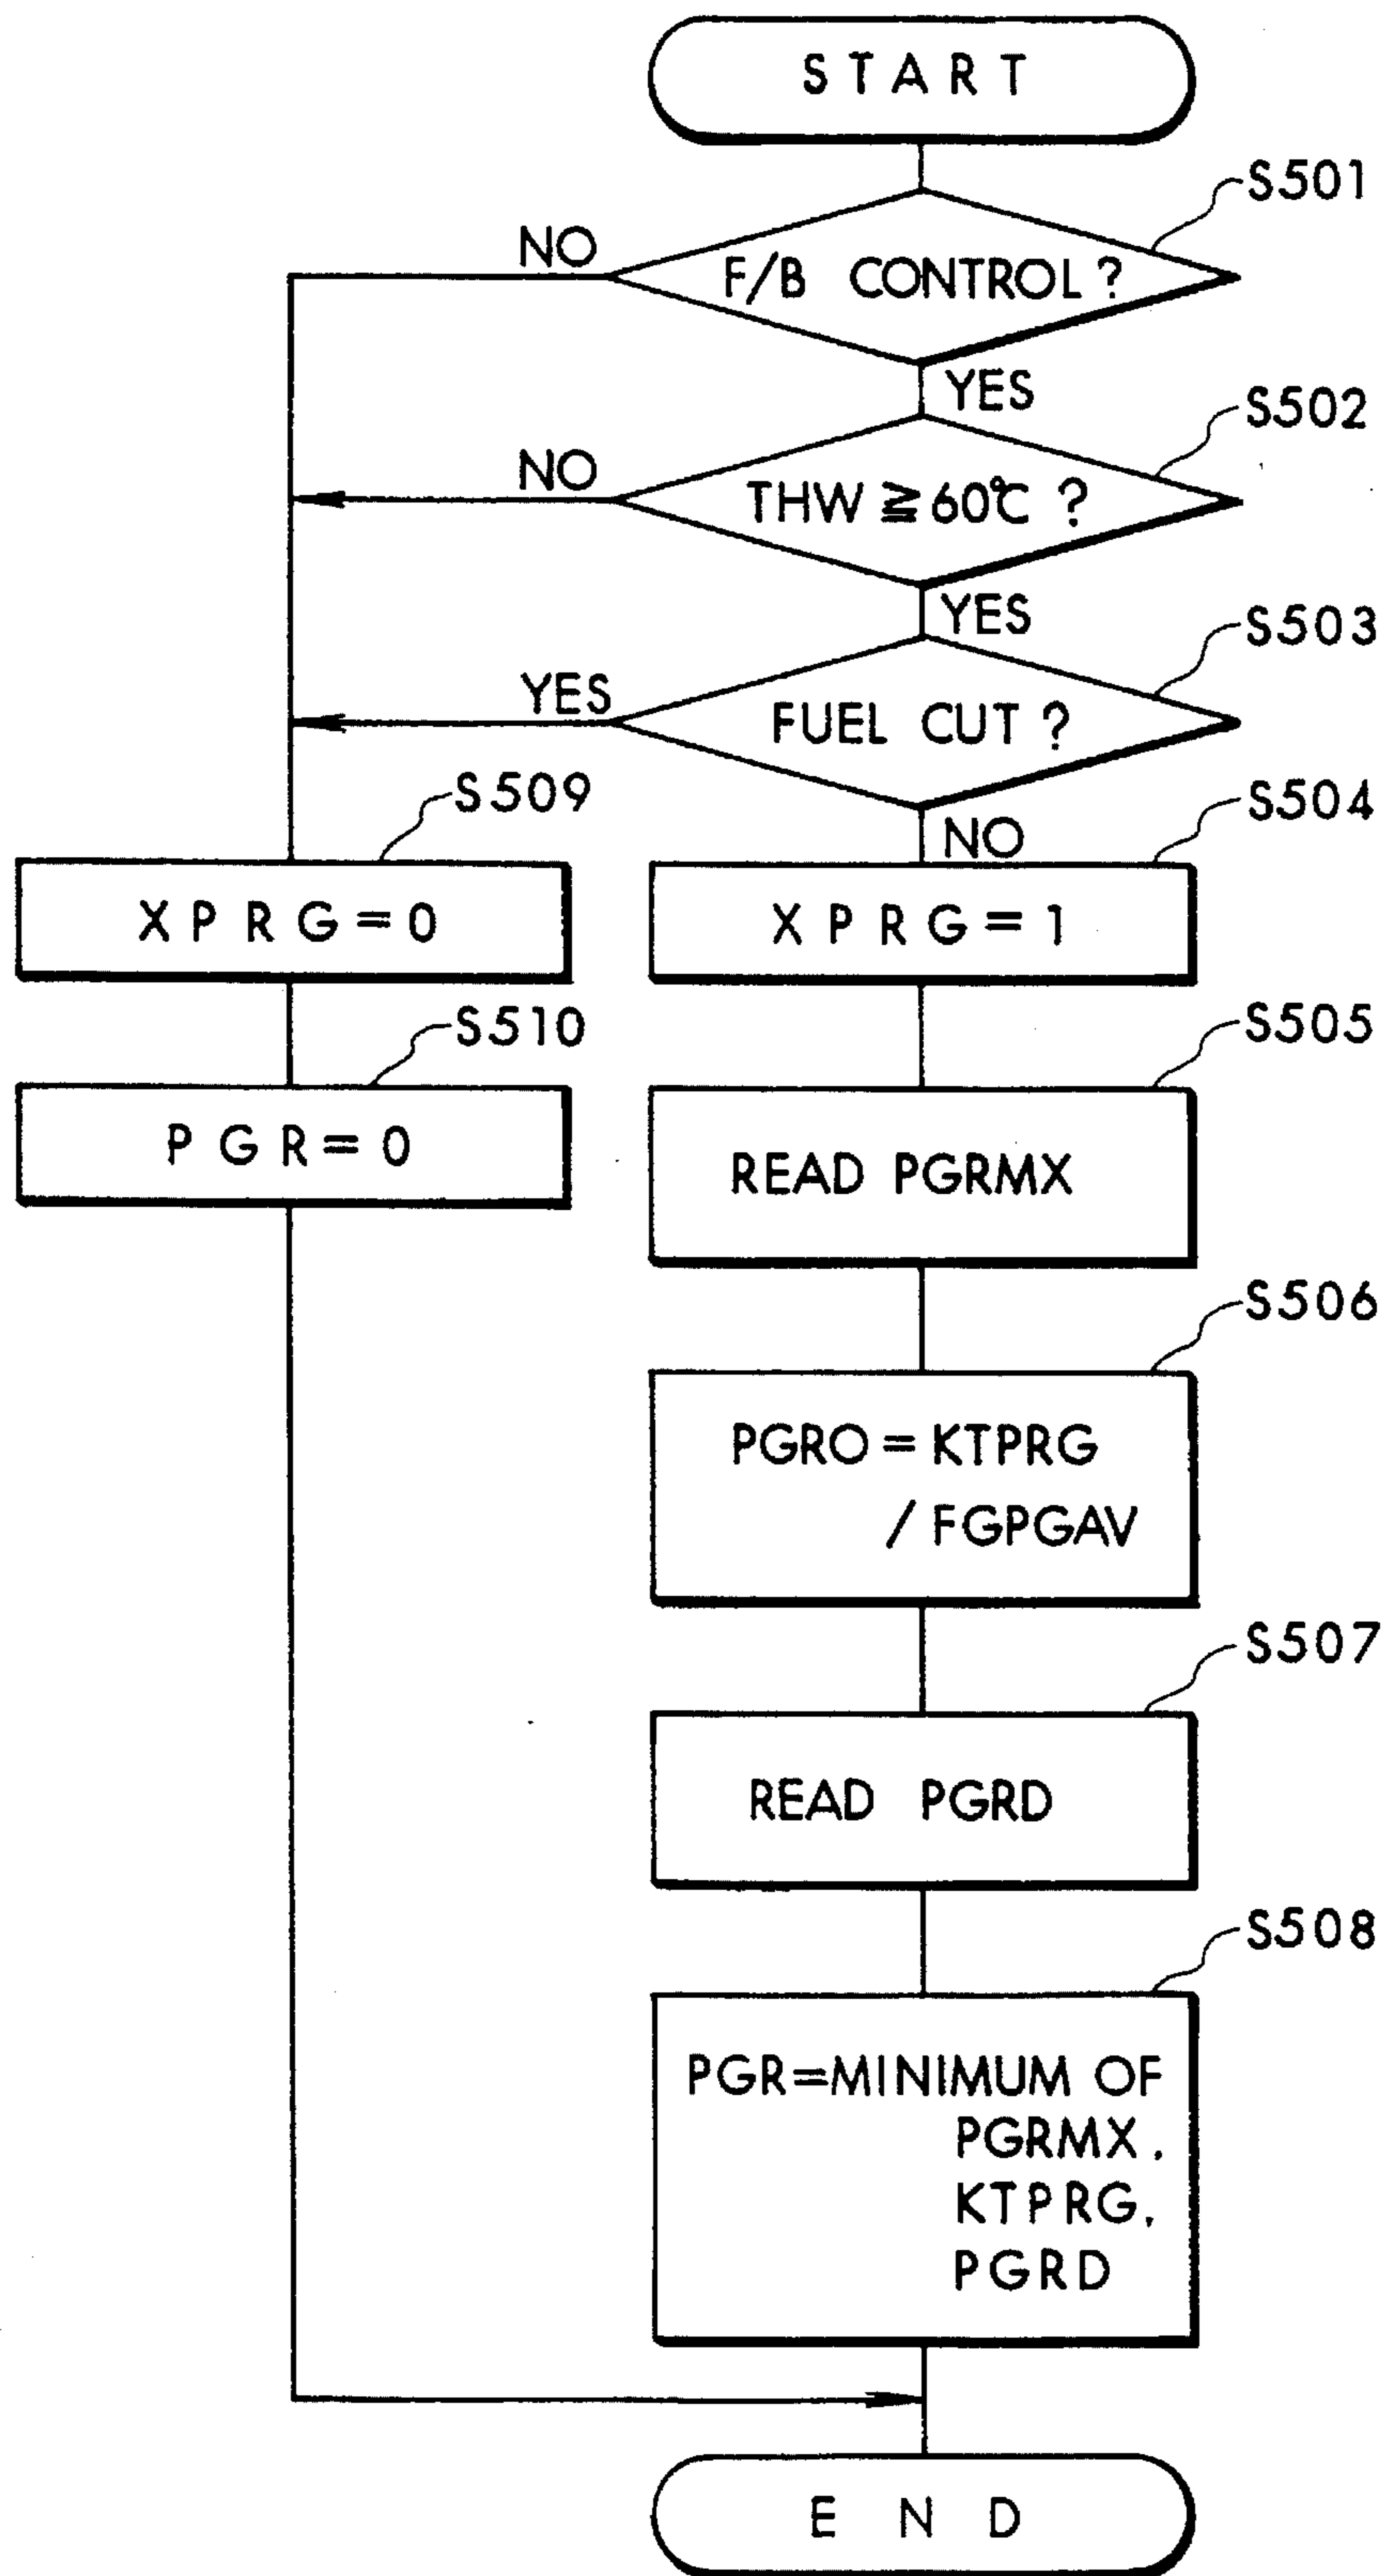 START
S501
F/B CONTROL?
NO
YES
S502
THW ≧ 60℃ ?
NO
YES
S503
FUEL CUT?
YES
NO
S504
XPRG=1
S509
XPRG=0
S505
READ PGRMX
S510
PGR=0
S506
PGRO=KTPRG
/FGPGAV
S507
READ PGRD
S508
PGR=MINIMUM OF
PGRMX,
KTPRG,
PGRD
END